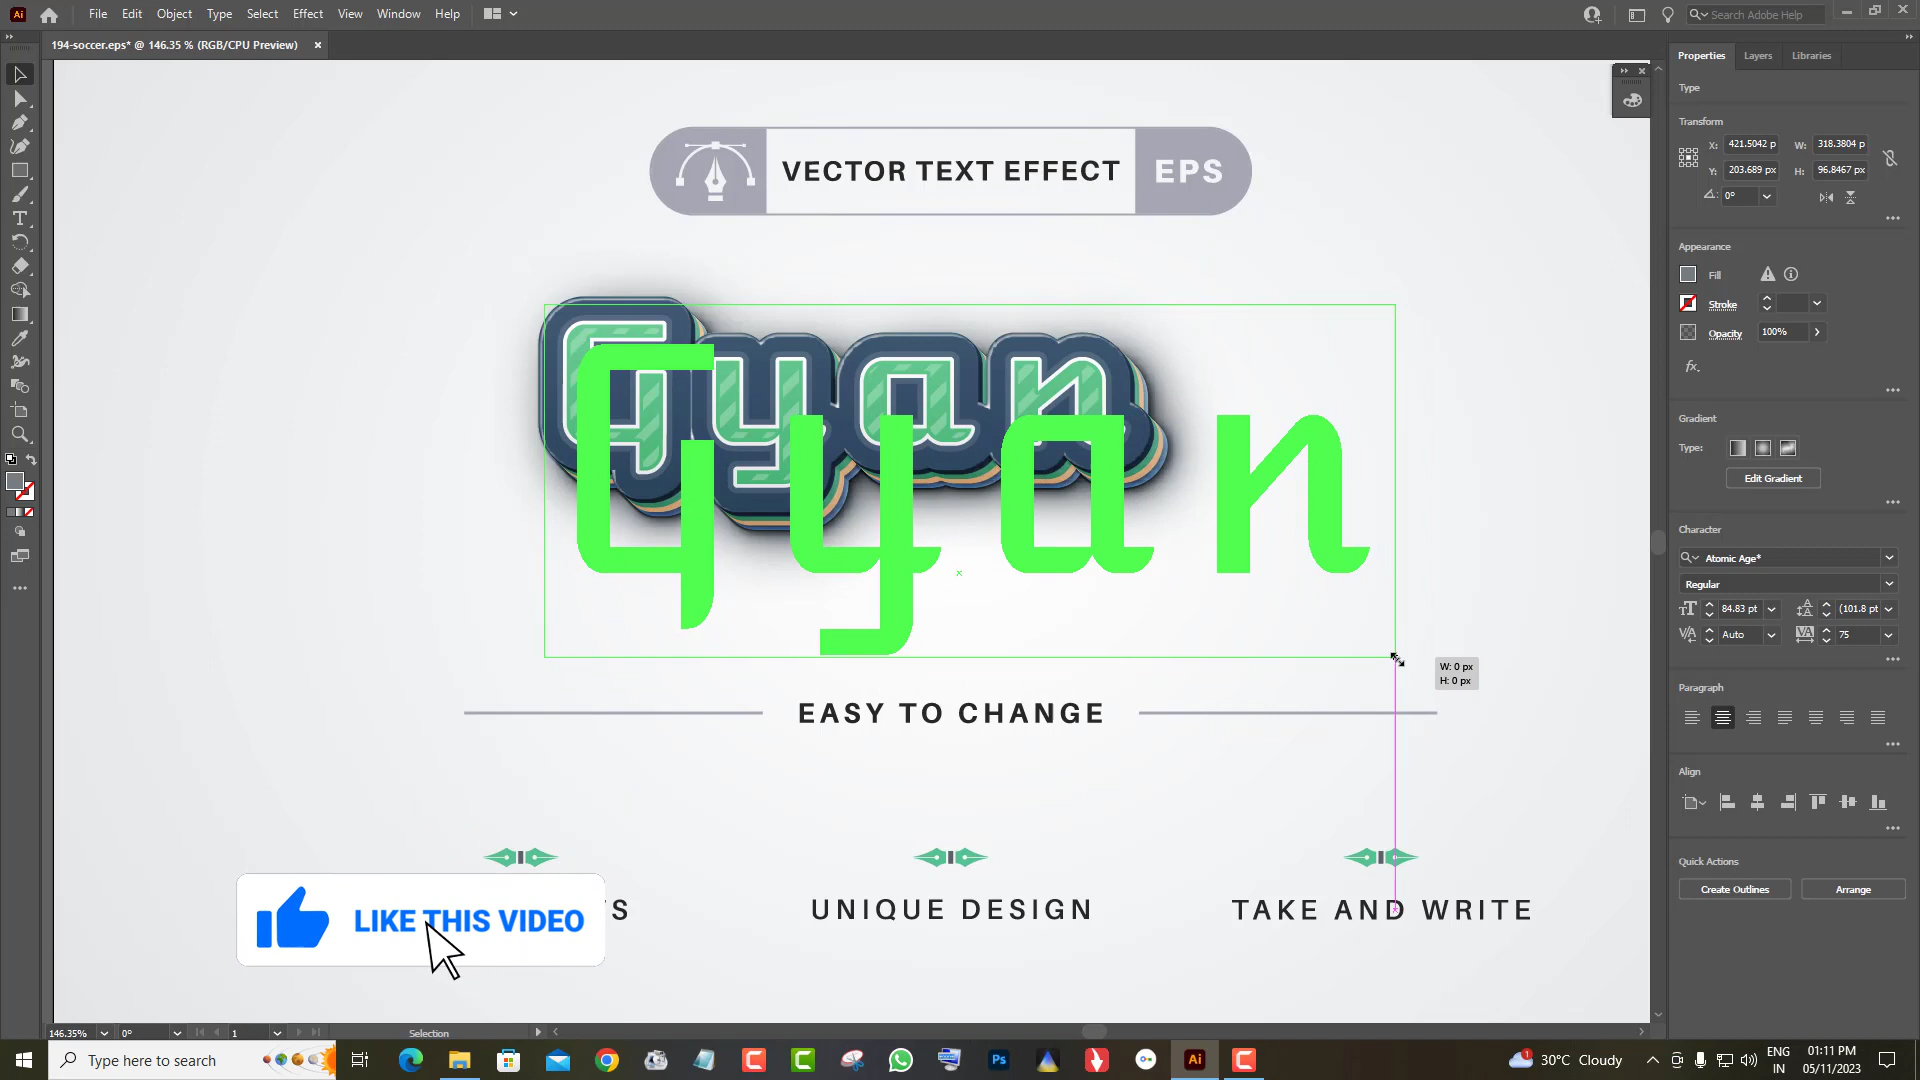 File Edit Object Type Select Effect View Window Help
Search Adobe Help
194-soccer.eps* @ 146.35 % (RGB/CPU Preview)
VECTOR TEXT EFFECT EPS
Gyan
Gyan
W: 0 px
H: 0 px
EASY TO CHANGE
S
UNIQUE DESIGN
TAKE AND WRITE
LIKE THIS VIDEO
Properties Layers Libraries
Type
Transform
X: 421.5042 p W: 318.3804 p
Y: 203.689 px H: 96.8467 px
0°
Appearance
Fill
Stroke
Opacity 100%
fx.
Gradient
Type:
Edit Gradient
Character
Atomic Age*
Regular
84.83 pt (101.8 pt
Auto 75
Paragraph
Align
Quick Actions
Create Outlines Arrange
146.35% 0° 1 Selection
Type here to search
Ps Ai
1 30°C Cloudy
ENG
IN
01:11 PM
05/11/2023